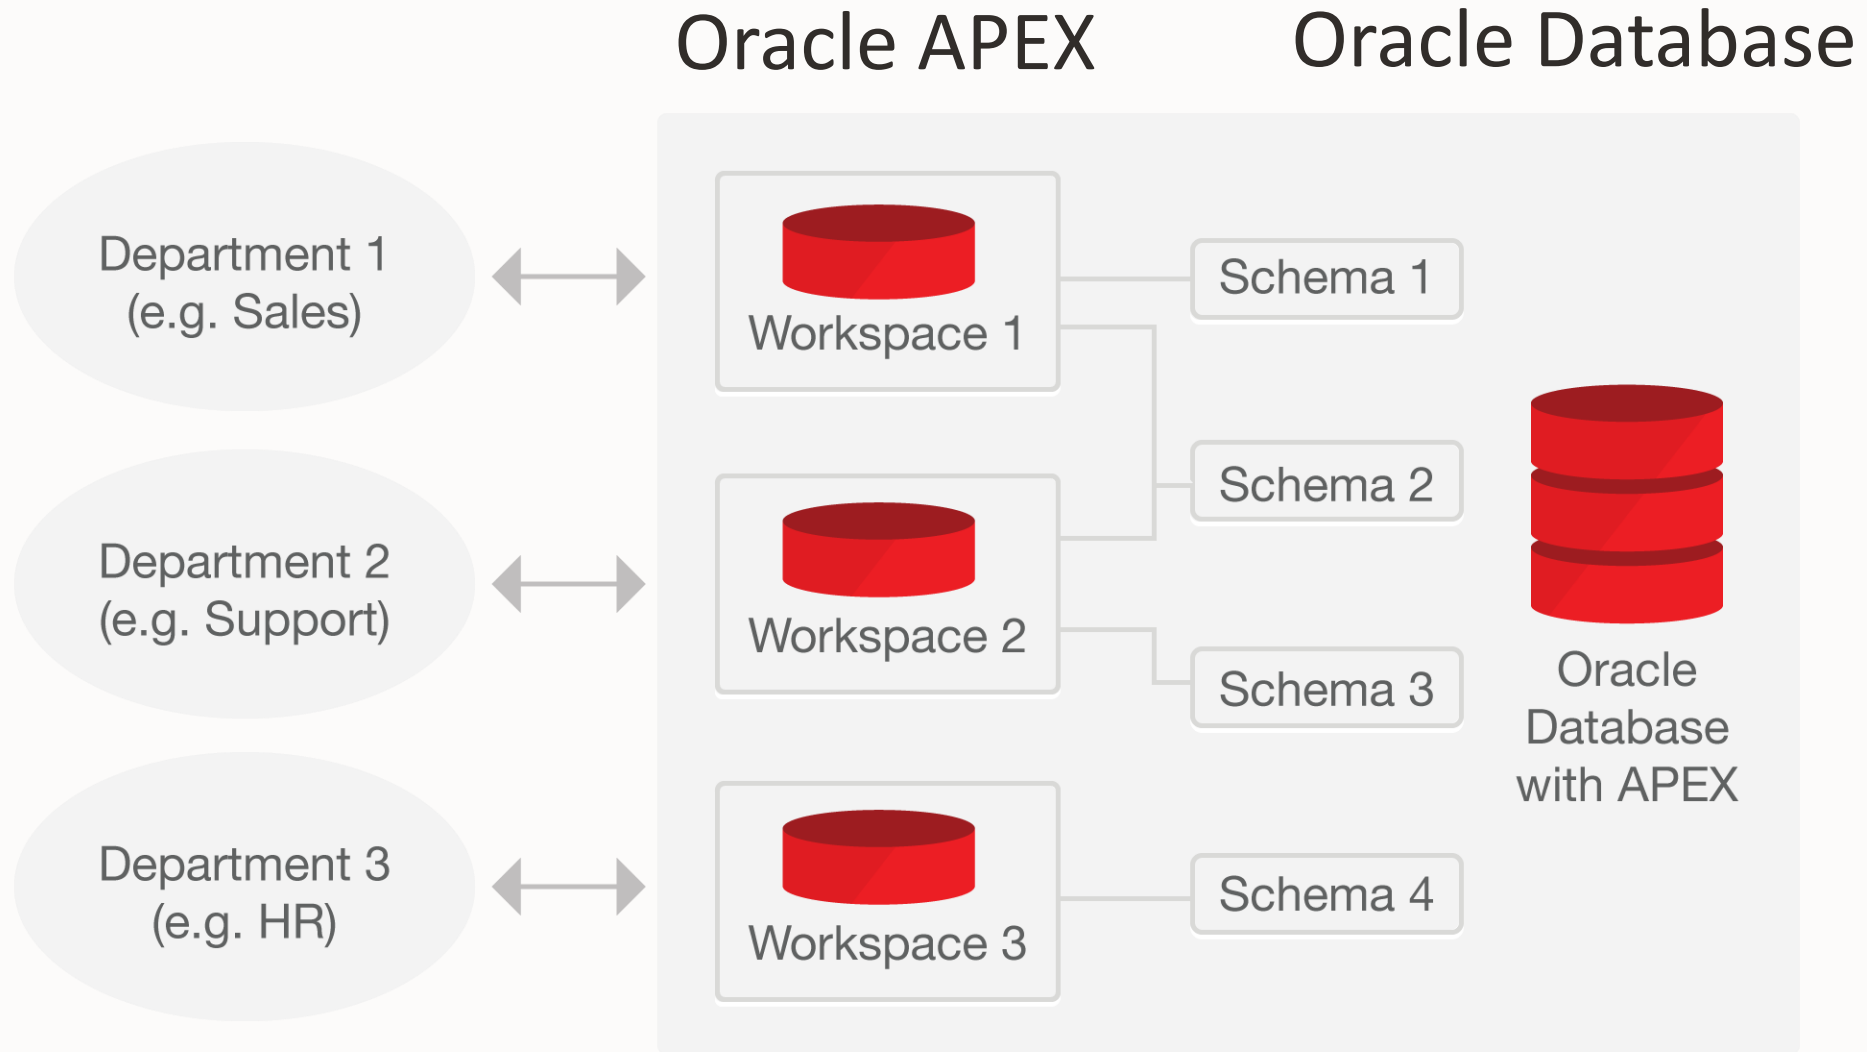 Oracle APEX
Oracle Database
Department 1
(e.g. Sales)
Workspace 1
Schema 1
Department 2
(e.g. Support)
Workspace 2
Schema 2
Schema 3
Department 3
(e.g. HR)
Workspace 3
Schema 4
Oracle
Database
with APEX